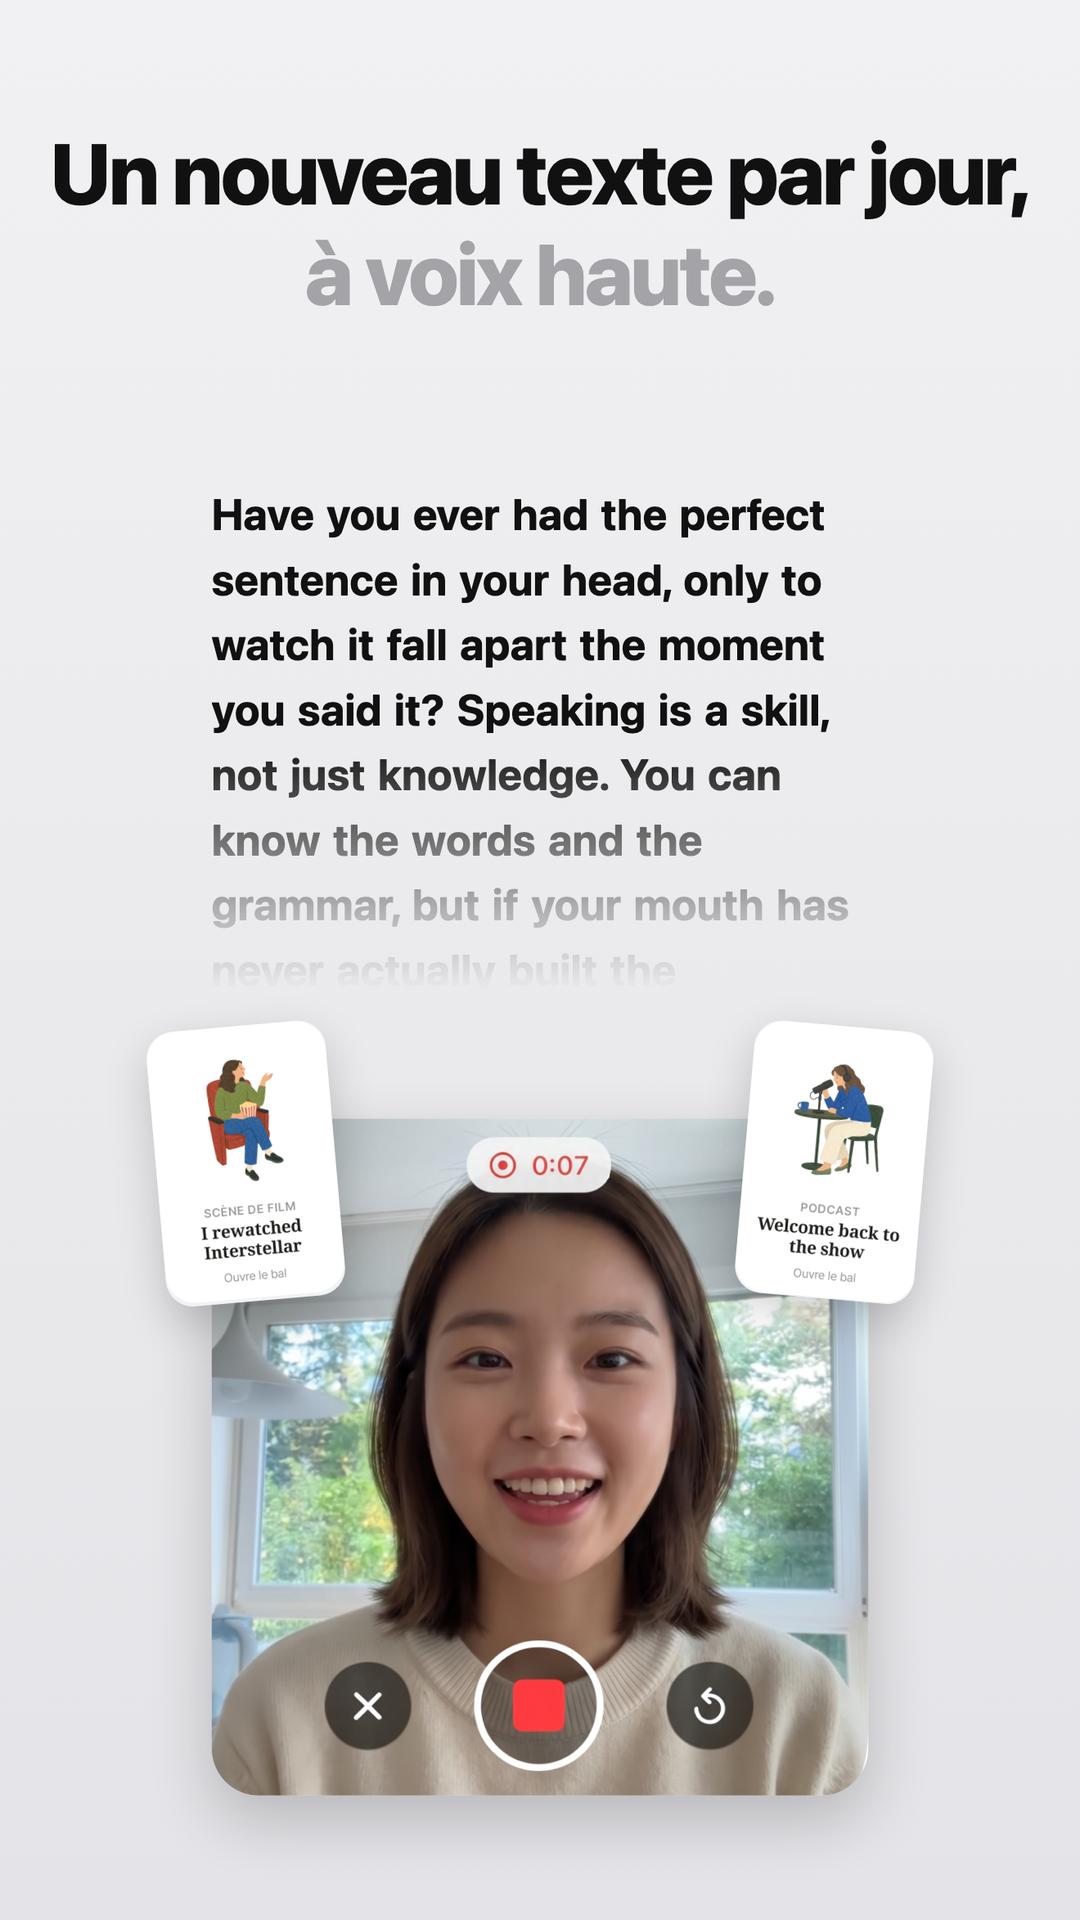 Un nouveau texte par jour,
à voix haute.
Have you ever had the perfect
sentence in your head, only to
watch it fall apart the moment
you said it? Speaking is a skill,
not just knowledge. You can
know the words and the
grammar, but if your mouth has
never actually built the
SCÈNE DE FILM
I rewatched
Interstellar
Ouvre le bal
PODCAST
Welcome back to
the show
Ouvre le bal
0:07